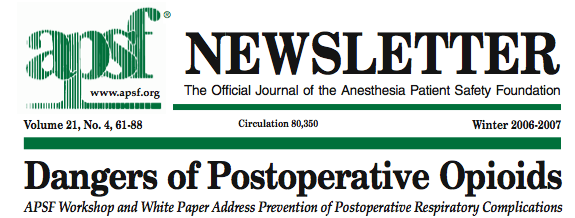 apsf®
www.apsf.org
NEWSLETTER
The Official Journal of the Anesthesia Patient Safety Foundation
Volume 21, No. 4, 61-88 Circulation 80,350 Winter 2006-2007
Dangers of Postoperative Opioids
APSF Workshop and White Paper Address Prevention of Postoperative Respiratory Complications